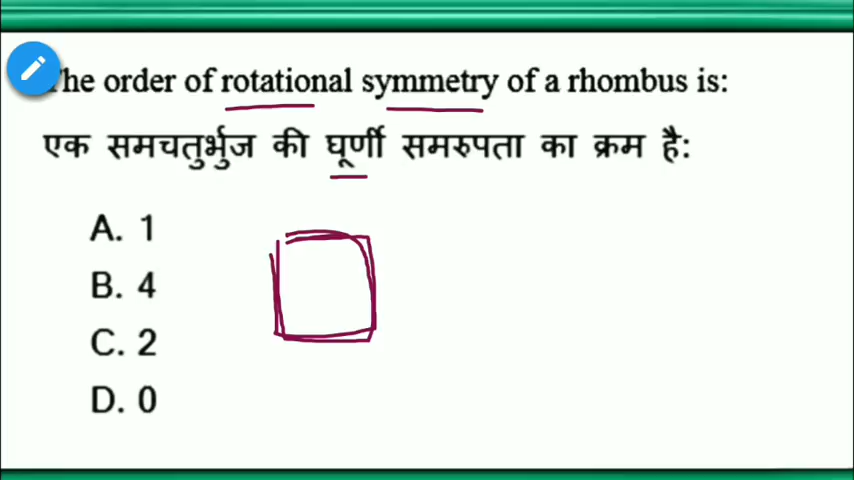 The order of rotational symmetry of a rhombus is:
एक समचतुर्भुज की घूर्णी समरुपता का क्रम है:
A. 1
B. 4
C. 2
D. 0